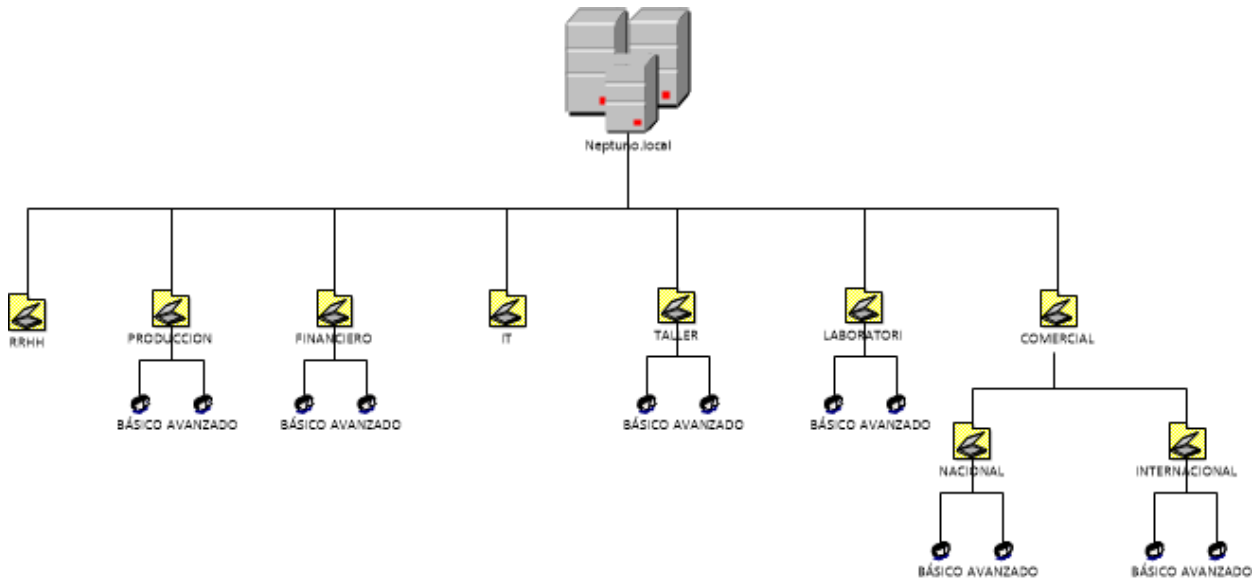 Neptuno.local
RRHH
PRODUCCION
FINANCIERO
IT
TALLER
LABORATORI
COMERCIAL
BÁSICO AVANZADO
BÁSICO AVANZADO
BÁSICO AVANZADO
BÁSICO AVANZADO
NACIONAL
INTERNACIONAL
BÁSICO AVANZADO
BÁSICO AVANZADO